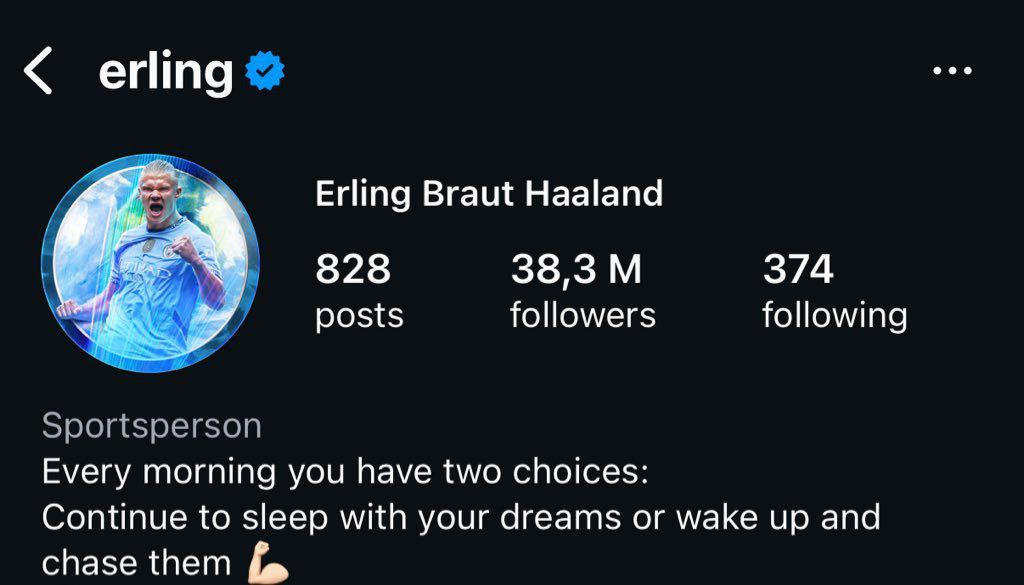 erling
Erling Braut Haaland
828 38,3 M 374
posts followers following
Sportsperson
Every morning you have two choices:
Continue to sleep with your dreams or wake up and
chase them 💪🏻